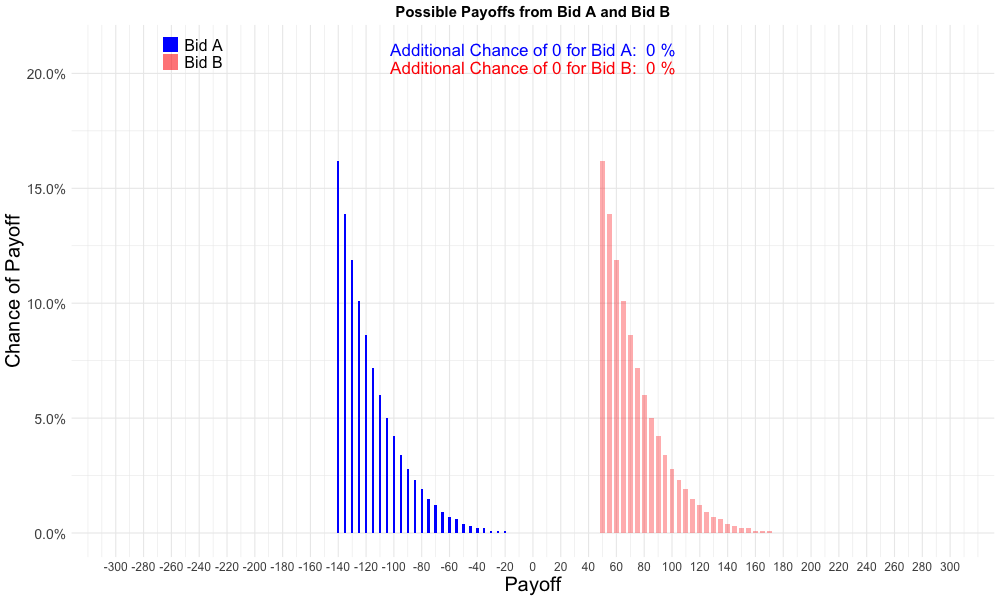 Possible Payoffs from Bid A and Bid B
Bid A
Bid B
Additional Chance of 0 for Bid A:  0 %
Additional Chance of 0 for Bid B:  0 %
Chance of Payoff
20.0%
15.0%
10.0%
5.0%
0.0%
-300 -280 -260 -240 -220 -200 -180 -160 -140 -120 -100 -80 -60 -40 -20 0 20 40 60 80 100 120 140 160 180 200 220 240 260 280 300
Payoff